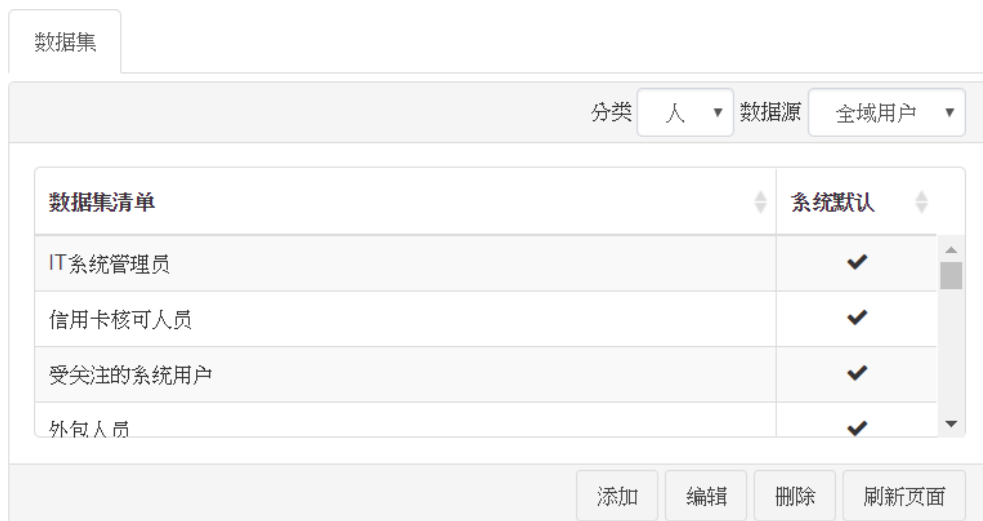 数据集
分类 人 数据源 全域用户
数据集清单 系统默认
IT系统管理员
信用卡核可人员
受关注的系统用户
外包人员
添加 编辑 删除 刷新页面